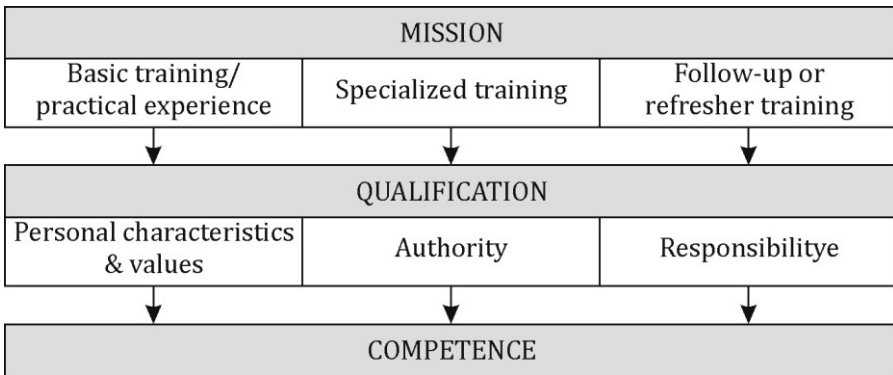 MISSION
Basic training/
practical experience
Specialized training
Follow-up or
refresher training
QUALIFICATION
Personal characteristics
& values
Authority
Responsibilitye
COMPETENCE